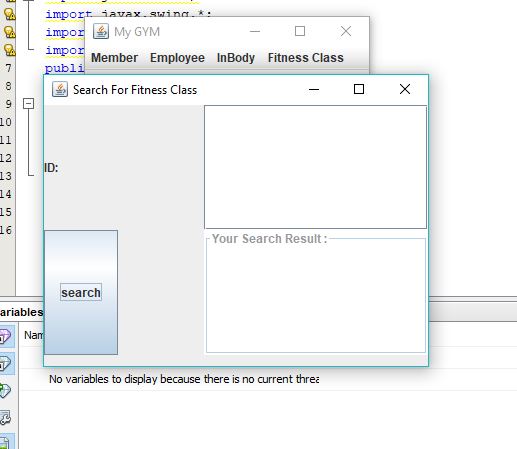 import javax.swing.*;
import
import
publi
7
8
9
10
11
12
13
14
15
16
My GYM
Member Employee InBody Fitness Class
Search For Fitness Class
ID:
search
Your Search Result :
ariables
Nam
No variables to display because there is no current threa